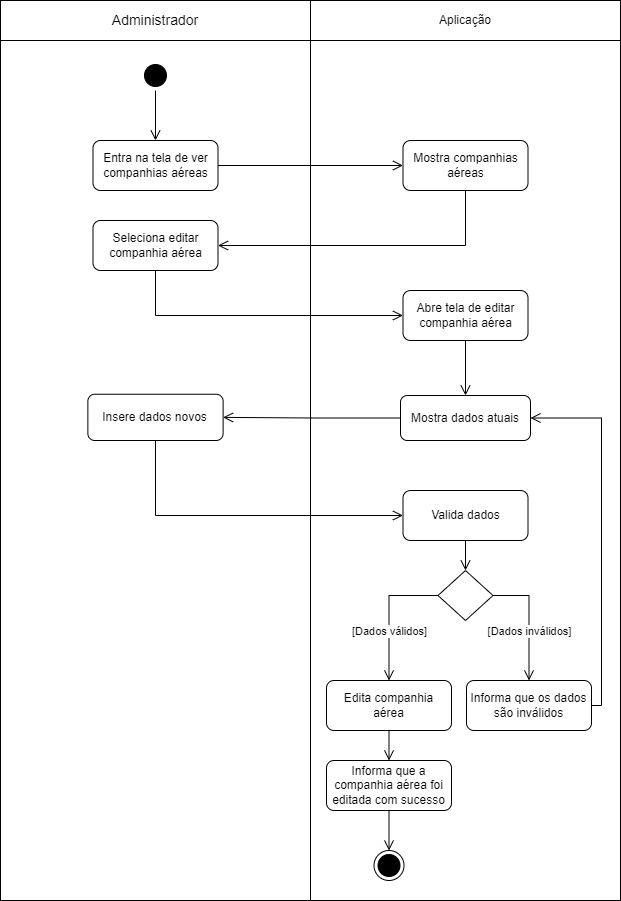 Administrador
Aplicação
Entra na tela de ver
companhias aéreas
Mostra companhias
aéreas
Seleciona editar
companhia aérea
Abre tela de editar
companhia aérea
Insere dados novos
Mostra dados atuais
Valida dados
[Dados válidos]
[Dados inválidos]
Edita companhia
aérea
Informa que os dados
são inválidos
Informa que a
companhia aérea foi
editada com sucesso